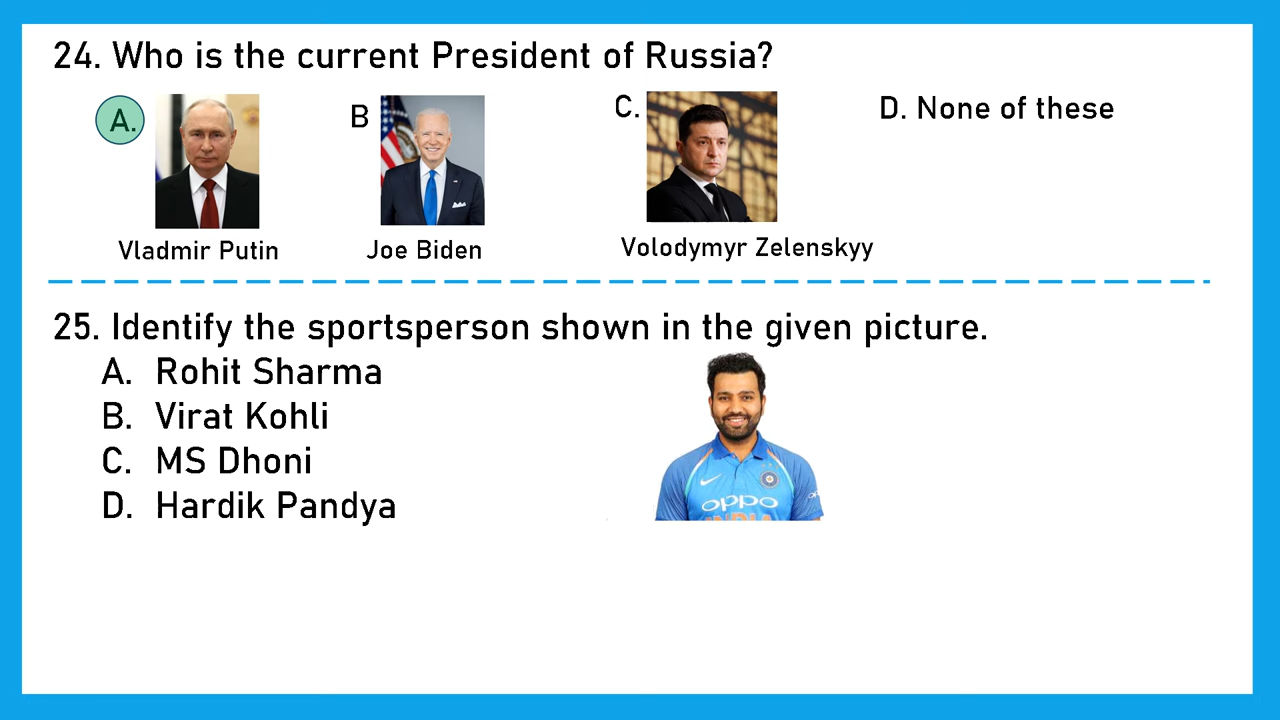 24. Who is the current President of Russia?
A.
B
C.
D. None of these
Vladmir Putin
Joe Biden
Volodymyr Zelenskyy
25. Identify the sportsperson shown in the given picture.
A. Rohit Sharma
B. Virat Kohli
C. MS Dhoni
D. Hardik Pandya
oppo
INDIA